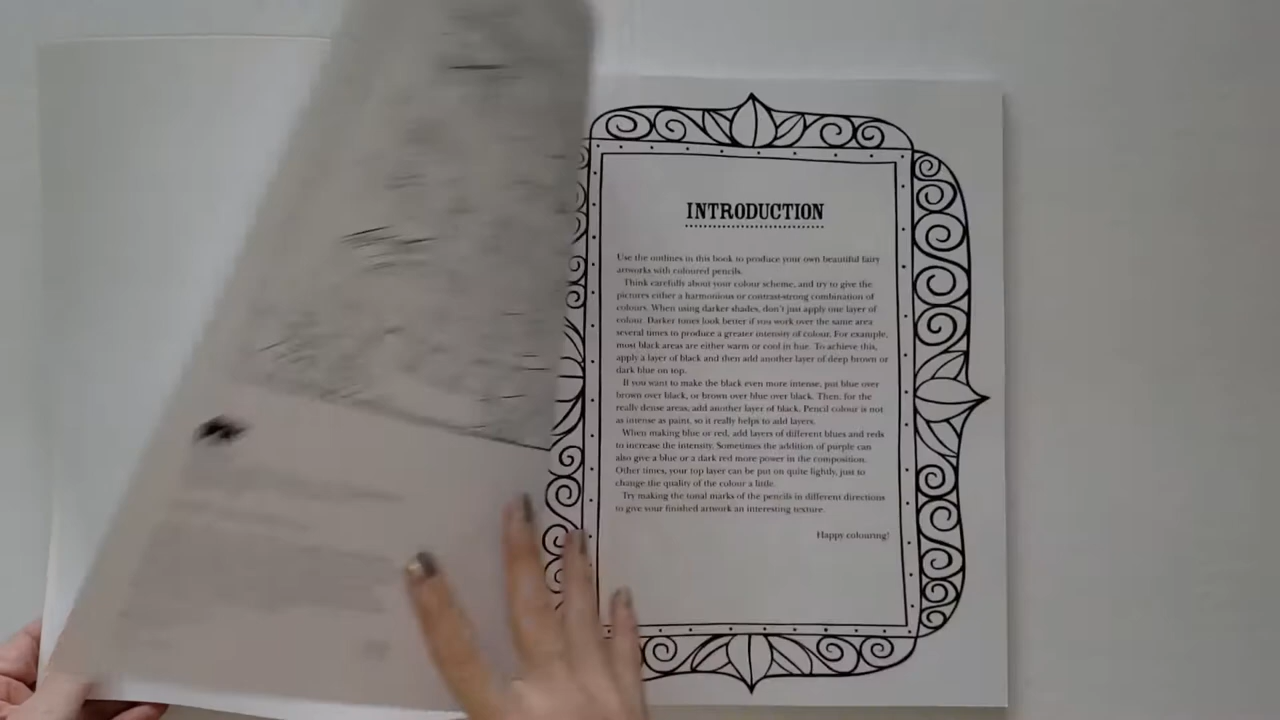 INTRODUCTION
Use the outlines in this book to produce your own beautiful fairy
artworks with coloured pencils.
Think carefully about your colour scheme, and try to give the
pictures either a harmonious or contrast-strong combination of
colours. When using darker shades, don't just apply one layer of
colour. Darker tones look better if you work over the same area
several times to produce a greater intensity of colour. For example,
most black areas are either warm or cool in hue. To achieve this,
apply a layer of black and then add another layer of deep brown or
dark blue on top.
If you want to make the black even more intense, put blue over
brown over black, or brown over blue over black. Then, for the
really dense areas, add another layer of black. Pencil colour is not
as intense as paint, so it really helps to add layers.
When making blue or red, add layers of different blues and reds
to increase the intensity. Sometimes the addition of purple can
also give a blue or a dark red more power in the composition.
Other times, your top layer can be put on quite lightly, just to
change the quality of the colour a little.
Try making the tonal marks of the pencils in different directions
to give your finished artwork an interesting texture.
Happy colouring!